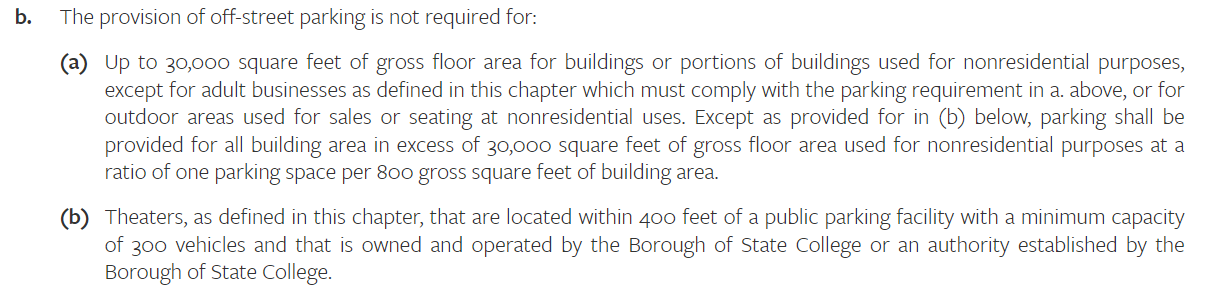 b. The provision of off-street parking is not required for:
(a) Up to 30,000 square feet of gross floor area for buildings or portions of buildings used for nonresidential purposes,
except for adult businesses as defined in this chapter which must comply with the parking requirement in a. above, or for
outdoor areas used for sales or seating at nonresidential uses. Except as provided for in (b) below, parking shall be
provided for all building area in excess of 30,000 square feet of gross floor area used for nonresidential purposes at a
ratio of one parking space per 800 gross square feet of building area.
(b) Theaters, as defined in this chapter, that are located within 400 feet of a public parking facility with a minimum capacity
of 300 vehicles and that is owned and operated by the Borough of State College or an authority established by the
Borough of State College.